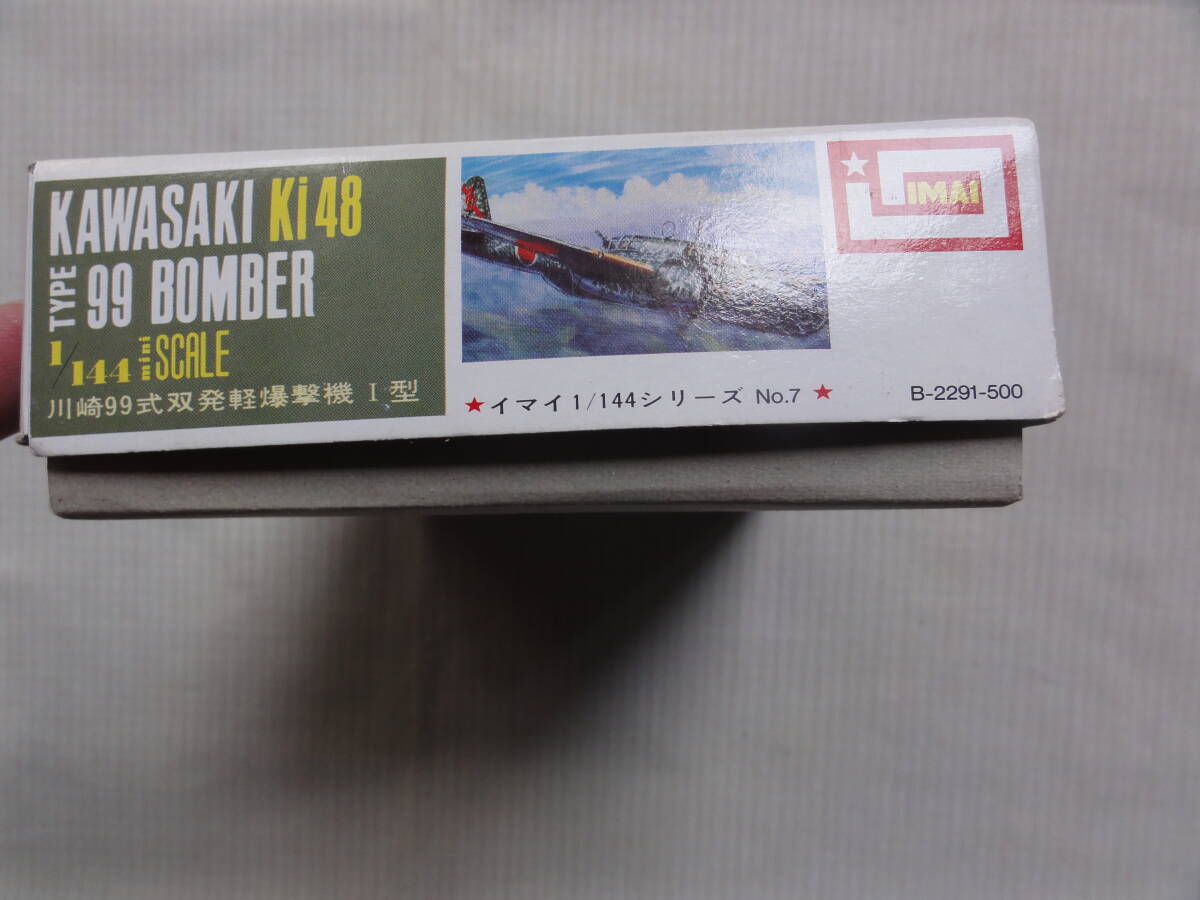 KAWASAKI Ki48
TYPE 99 BOMBER
1/144 mini SCALE
川崎99式双発軽爆撃機 I 型
★イマイ1/144シリーズ No.7 ★
IMAI
B-2291-500